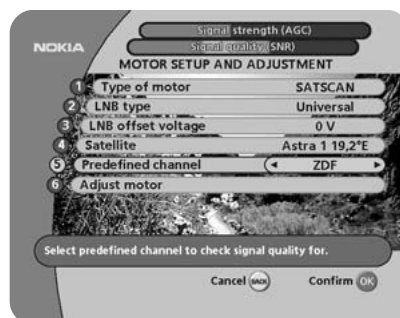 Signal strength (AGC)
NOKIA
Signal quality (SNR)
MOTOR SETUP AND ADJUSTMENT
1 Type of motor SATSCAN
2 LNB type Universal
3 LNB offset voltage 0 V
4 Satellite Astra 1 19,2°E
5 Predefined channel ZDF
6 Adjust motor
Select predefined channel to check signal quality for.
Cancel BACK Confirm OK